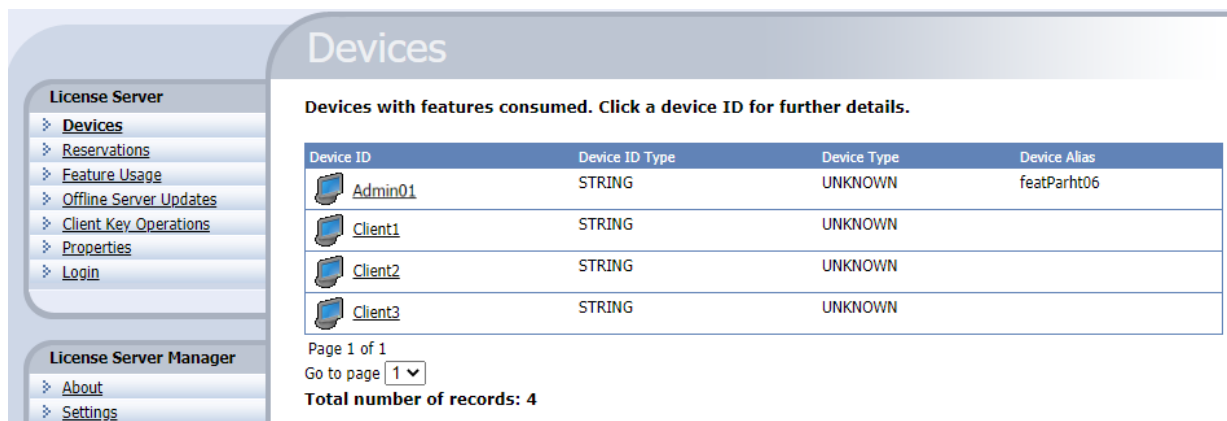 Devices
License Server
Devices
Reservations
Feature Usage
Offline Server Updates
Client Key Operations
Properties
Login
License Server Manager
About
Settings
Devices with features consumed. Click a device ID for further details.
Device ID Device ID Type Device Type Device Alias
Admin01 STRING UNKNOWN featParht06
Client1 STRING UNKNOWN
Client2 STRING UNKNOWN
Client3 STRING UNKNOWN
Page 1 of 1
Go to page 1
Total number of records: 4